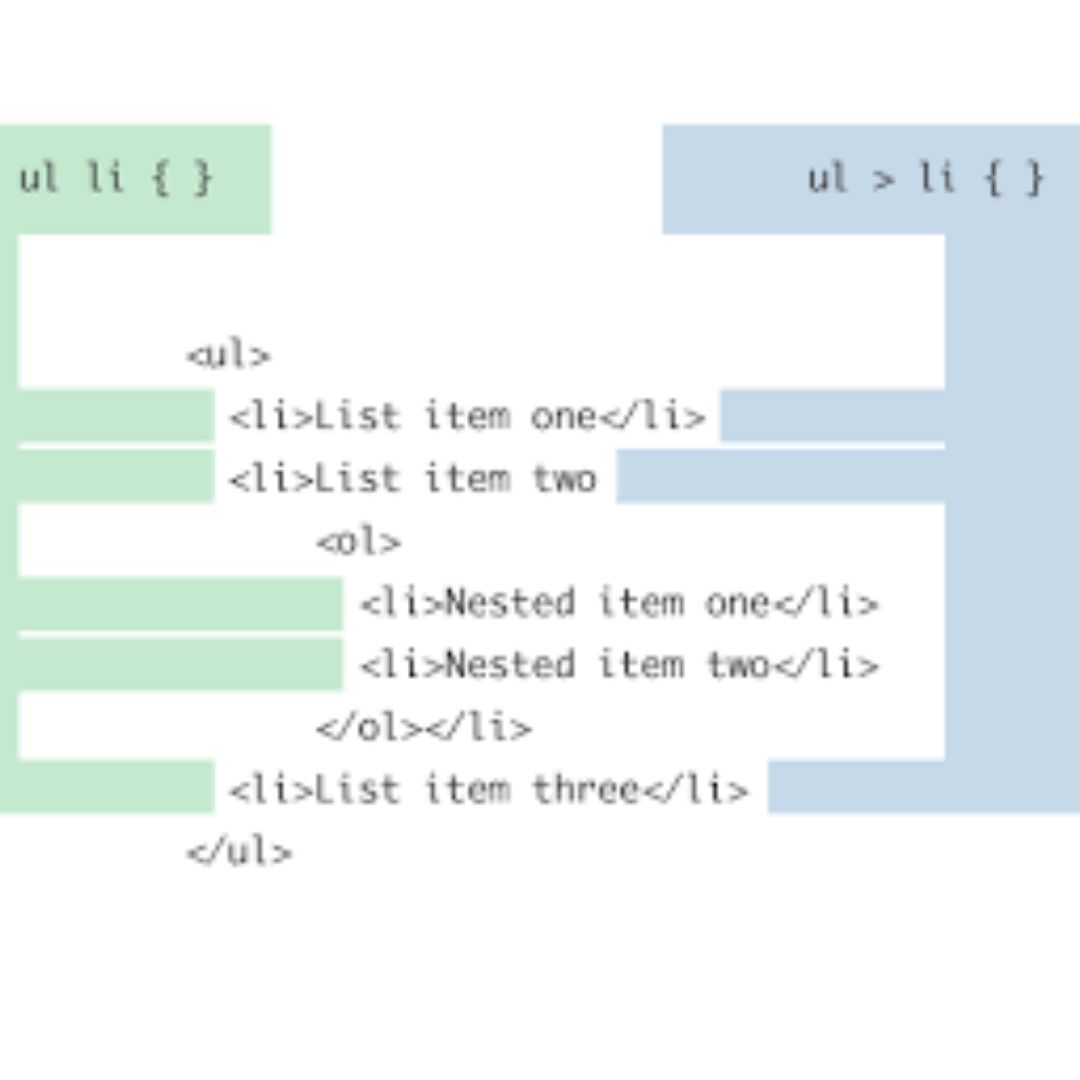 ul li { }
ul > li { }
<ul>
<li>List item one</li>
<li>List item two
<ol>
<li>Nested item one</li>
<li>Nested item two</li>
</ol></li>
<li>List item three</li>
</ul>